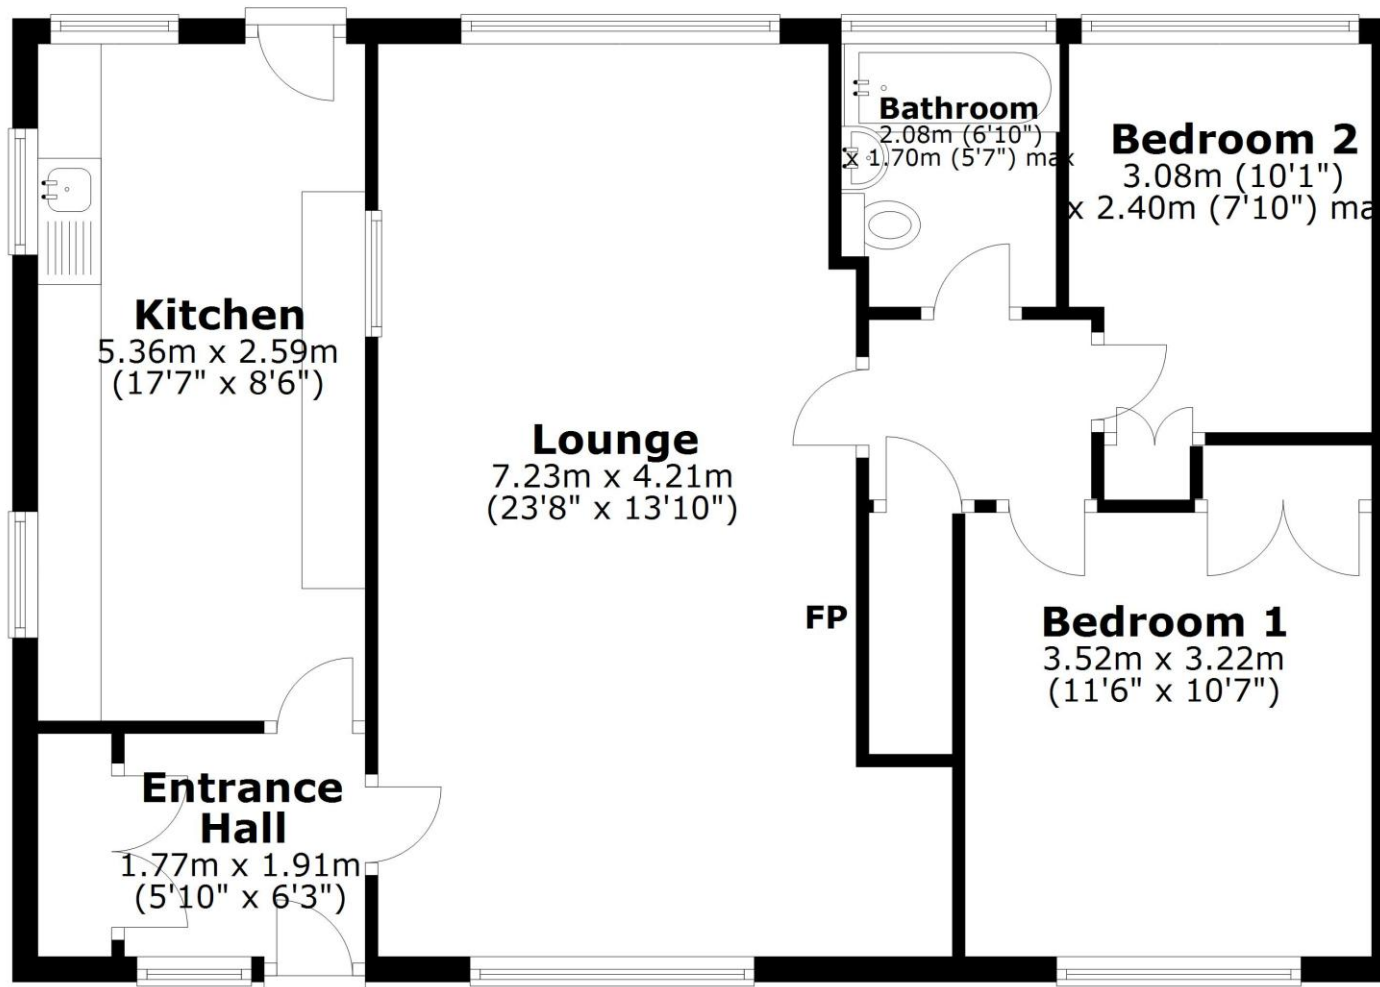 Bathroom
2.08m (6'10")
x 1.70m (5'7") max
Bedroom 2
3.08m (10'1")
x 2.40m (7'10") ma
Kitchen
5.36m x 2.59m
(17'7" x 8'6")
Lounge
7.23m x 4.21m
(23'8" x 13'10")
FP
Bedroom 1
3.52m x 3.22m
(11'6" x 10'7")
Entrance
Hall
1.77m x 1.91m
(5'10" x 6'3")